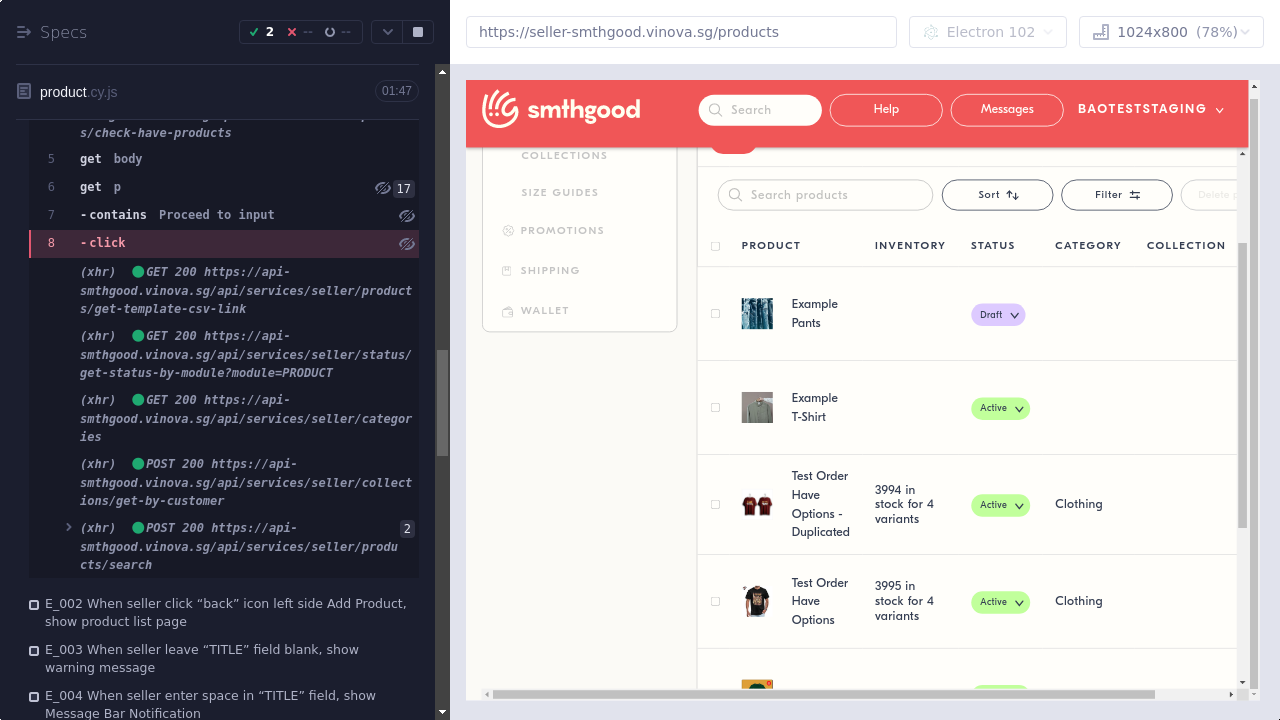 Specs
2
--
--
https://seller-smthgood.vinova.sg/products
Electron 102
1024x800 (78%)
product.cy.js
01:47
s/check-have-products
5 get body
6 get p 17
7 -contains Proceed to input
8 -click
(xhr) GET 200 https://api-
smthgood.vinova.sg/api/services/seller/product
s/get-template-csv-link
(xhr) GET 200 https://api-
smthgood.vinova.sg/api/services/seller/status/
get-status-by-module?module=PRODUCT
(xhr) GET 200 https://api-
smthgood.vinova.sg/api/services/seller/categor
ies
(xhr) POST 200 https://api-
smthgood.vinova.sg/api/services/seller/collect
ions/get-by-customer
(xhr) POST 200 https://api- 2
smthgood.vinova.sg/api/services/seller/produ
cts/search
E_002 When seller click “back” icon left side Add Product,
show product list page
E_003 When seller leave “TITLE” field blank, show
warning message
E_004 When seller enter space in “TITLE” field, show
Message Bar Notification
smthgood
Search
Help
Messages
BAOTESTSTAGING
COLLECTIONS
SIZE GUIDES
PROMOTIONS
SHIPPING
WALLET
Search products
Sort
Filter
Delete p
PRODUCT INVENTORY STATUS CATEGORY COLLECTION
Example
Pants
Draft
Example
T-Shirt
Active
Test Order
Have
Options -
Duplicated
3994 in
stock for 4
variants
Active
Clothing
Test Order
Have
Options
3995 in
stock for 4
variants
Active
Clothing